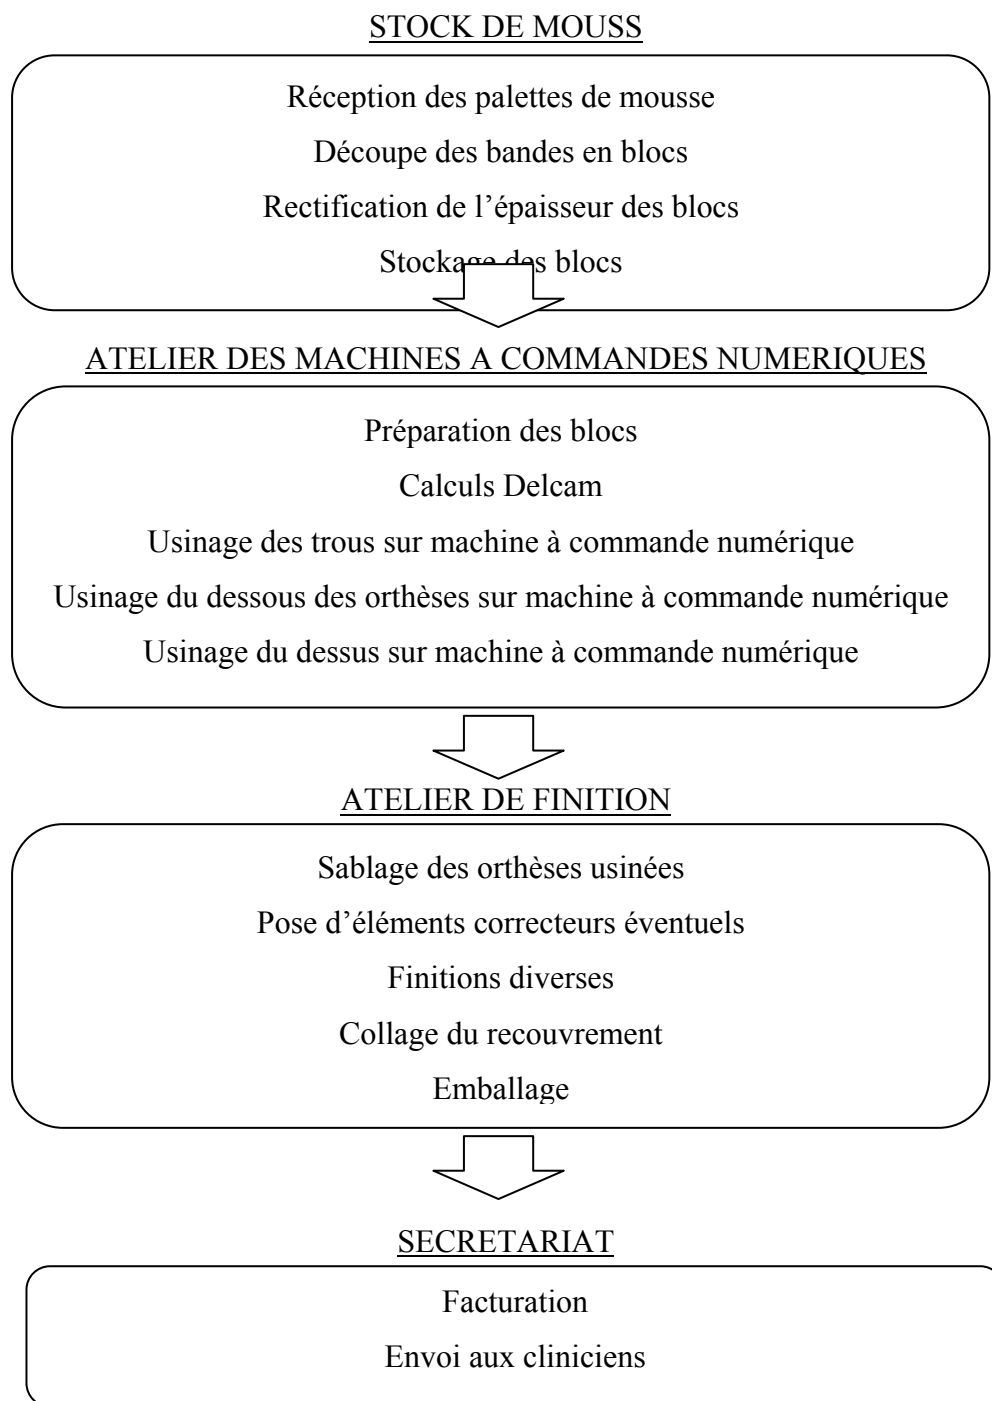 STOCK DE MOUSS
Réception des palettes de mousse
Découpe des bandes en blocs
Rectification de l’épaisseur des blocs
Stockage des blocs
ATELIER DES MACHINES A COMMANDES NUMERIQUES
Préparation des blocs
Calculs Delcam
Usinage des trous sur machine à commande numérique
Usinage du dessous des orthèses sur machine à commande numérique
Usinage du dessus sur machine à commande numérique
ATELIER DE FINITION
Sablage des orthèses usinées
Pose d’éléments correcteurs éventuels
Finitions diverses
Collage du recouvrement
Emballage
SECRETARIAT
Facturation
Envoi aux cliniciens